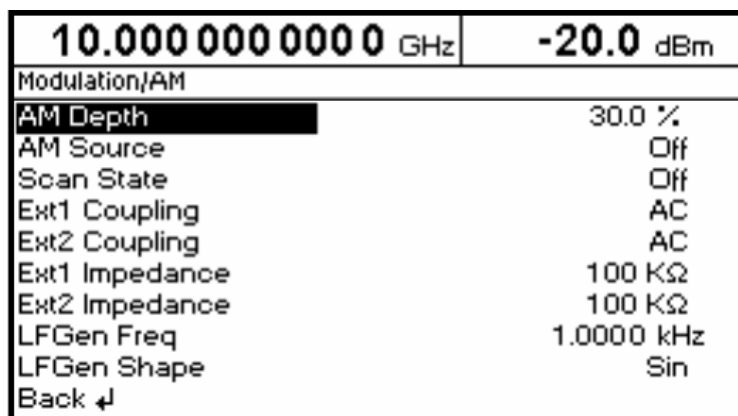 10.000 000 000 0 GHz -20.0 dBm
Modulation/AM
AM Depth 30.0 %
AM Source Off
Scan State Off
Ext1 Coupling AC
Ext2 Coupling AC
Ext1 Impedance 100 KΩ
Ext2 Impedance 100 KΩ
LFGen Freq 1.0000 kHz
LFGen Shape Sin
Back ↲